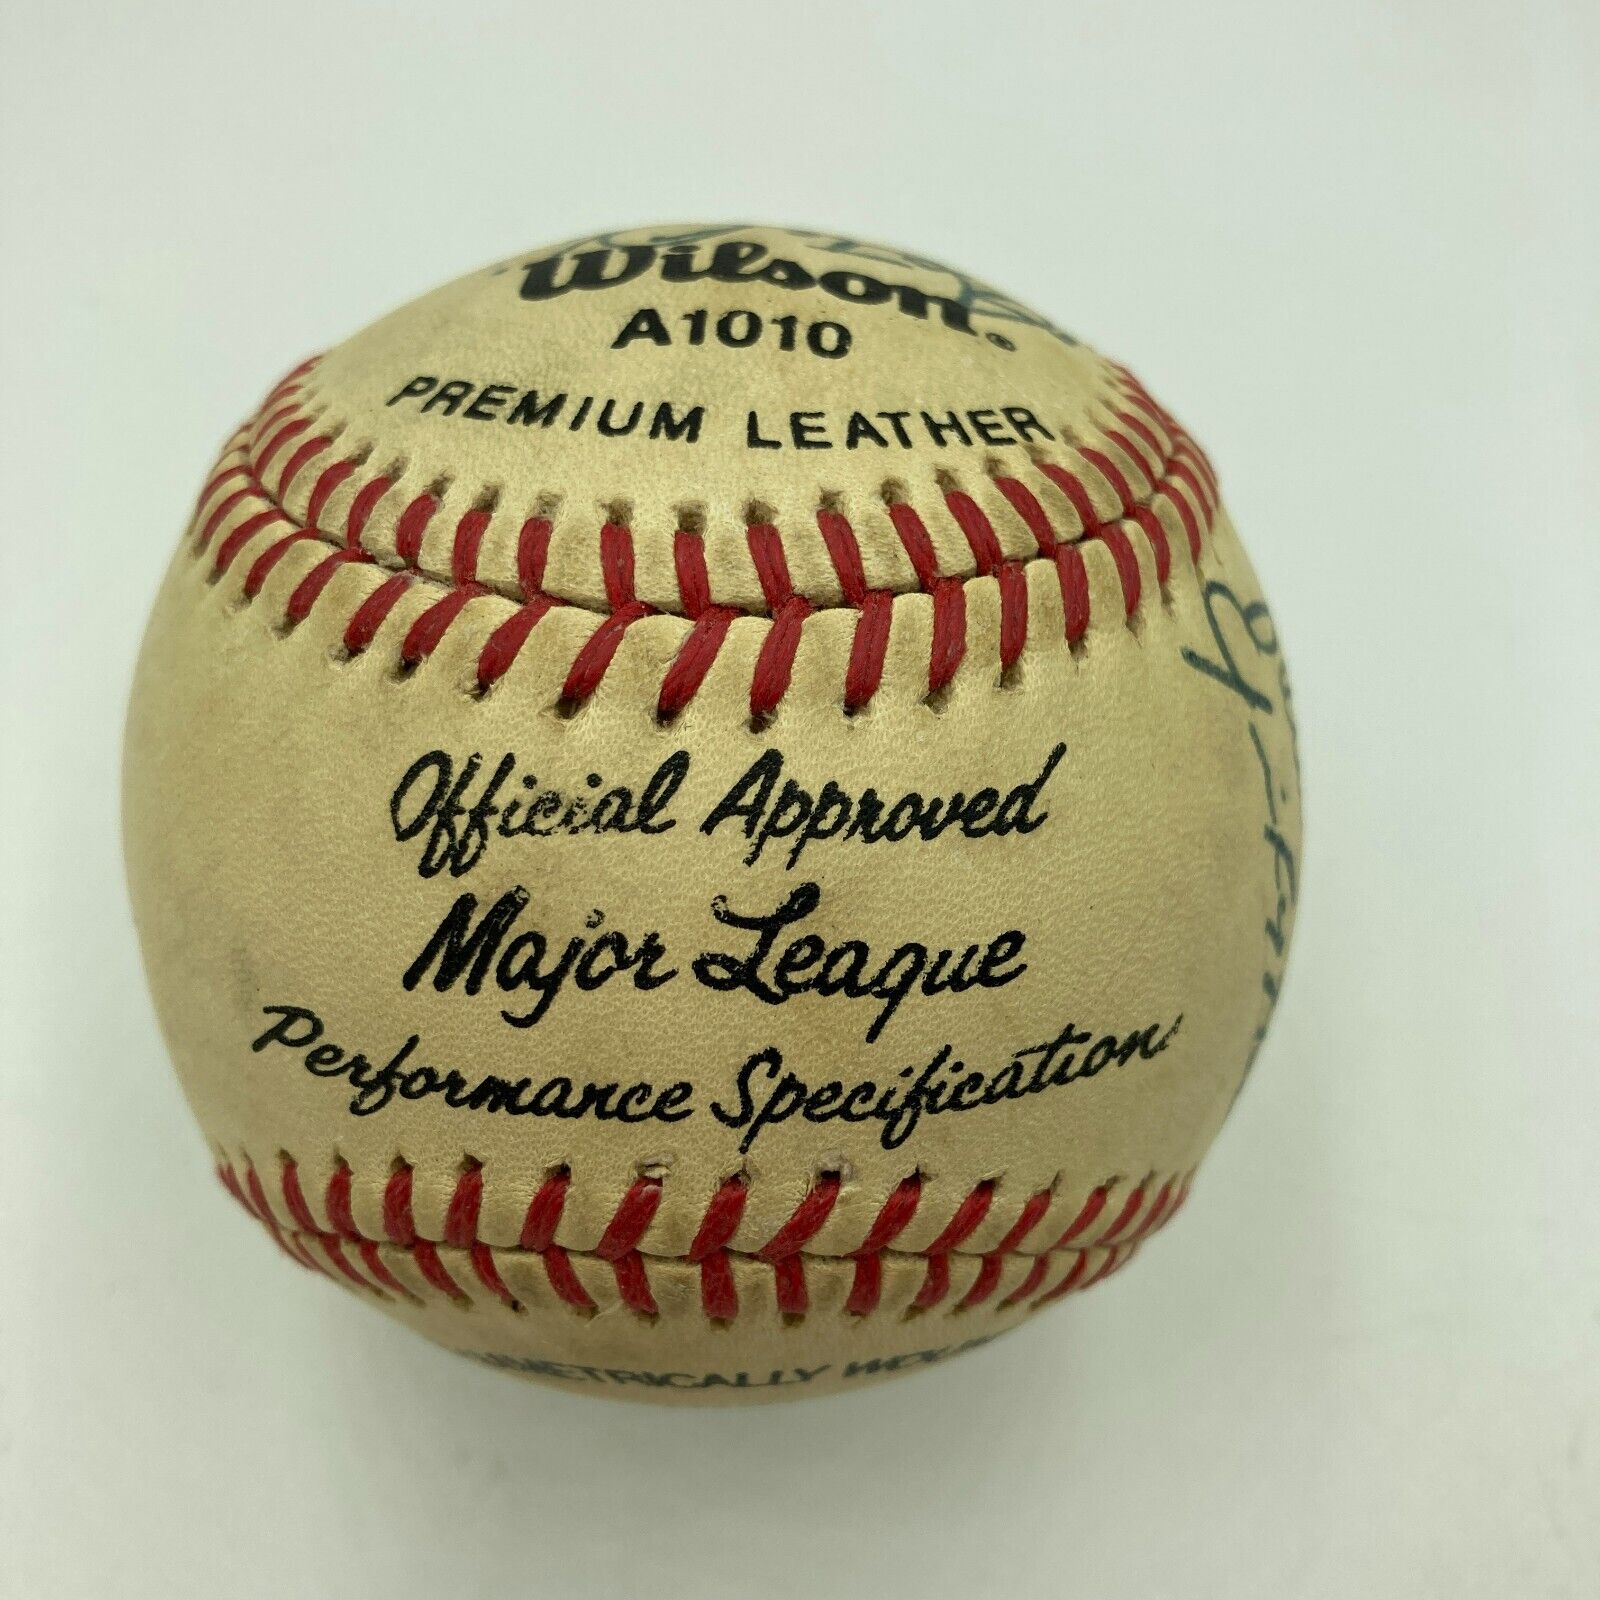 Wilson®
A1010
PREMIUM LEATHER
Official Approved
Major League
Performance Specifications